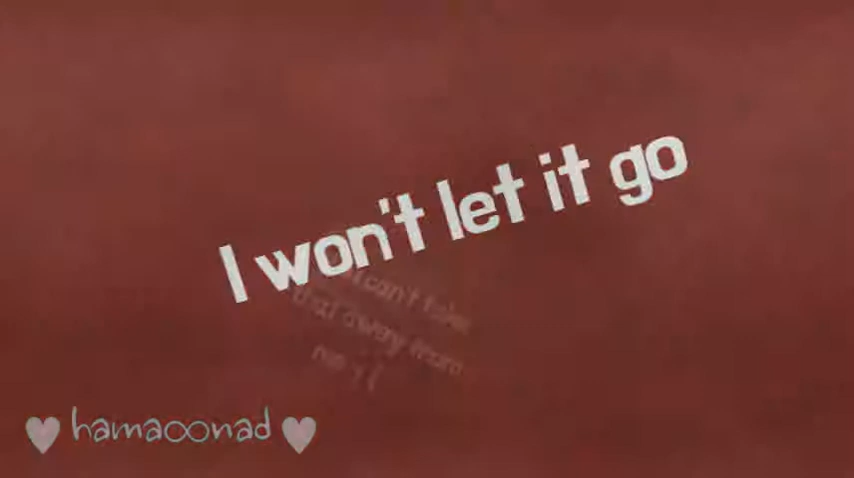 I won't let it go
can't take
that away from
me
hamaoonad